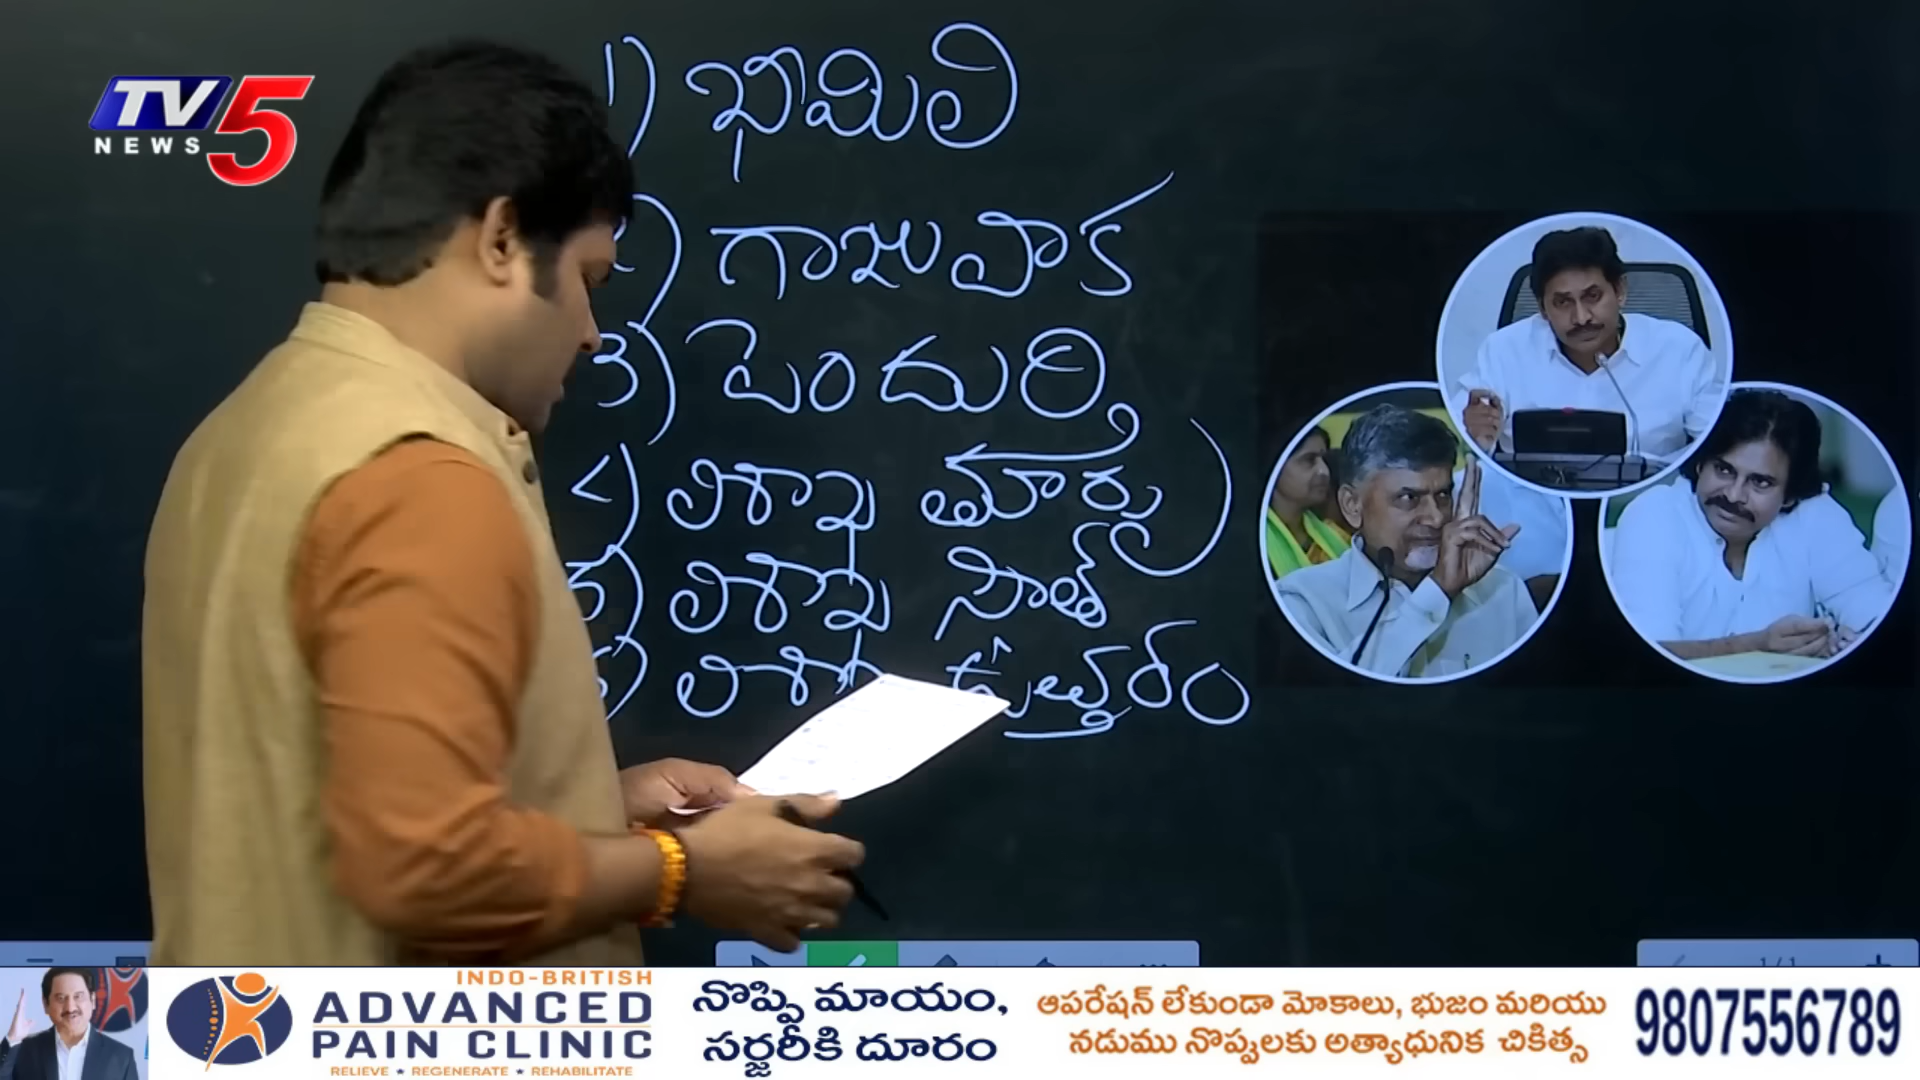 TV5
NEWS
1) భీమిలి
2) గాజువాక
3) పెందుర్తి
4) విశాఖ తూర్పు
5) విశాఖ సౌత్
6) విశాఖ ఉత్తరం
INDO-BRITISH
ADVANCED
PAIN CLINIC
RELIEVE ★ REGENERATE ★ REHABILITATE
నొప్పి మాయం,
సర్జరీకి దూరం
ఆపరేషన్ లేకుండా మోకాలు, భుజం మరియు
నడుము నొప్పులకు అత్యాధునిక చికిత్స
9807556789